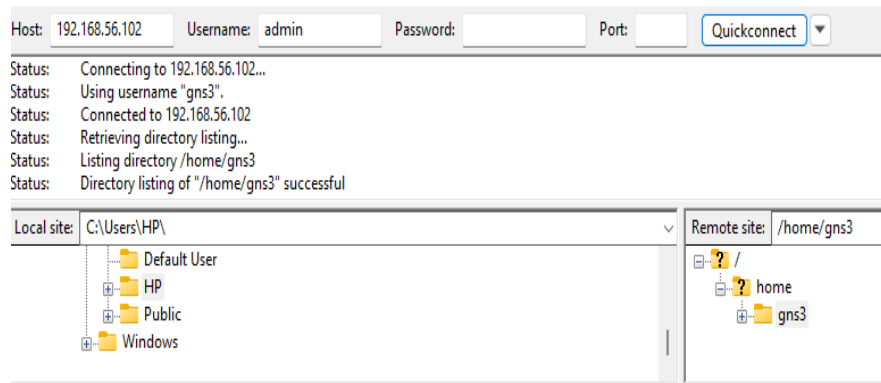 Host: 192.168.56.102 Username: admin Password: Port: Quickconnect
Status: Connecting to 192.168.56.102...
Status: Using username "gns3".
Status: Connected to 192.168.56.102
Status: Retrieving directory listing...
Status: Listing directory /home/gns3
Status: Directory listing of "/home/gns3" successful
Local site: C:\Users\HP\
Default User
HP
Public
Windows
Remote site: /home/gns3
? /
? home
gns3